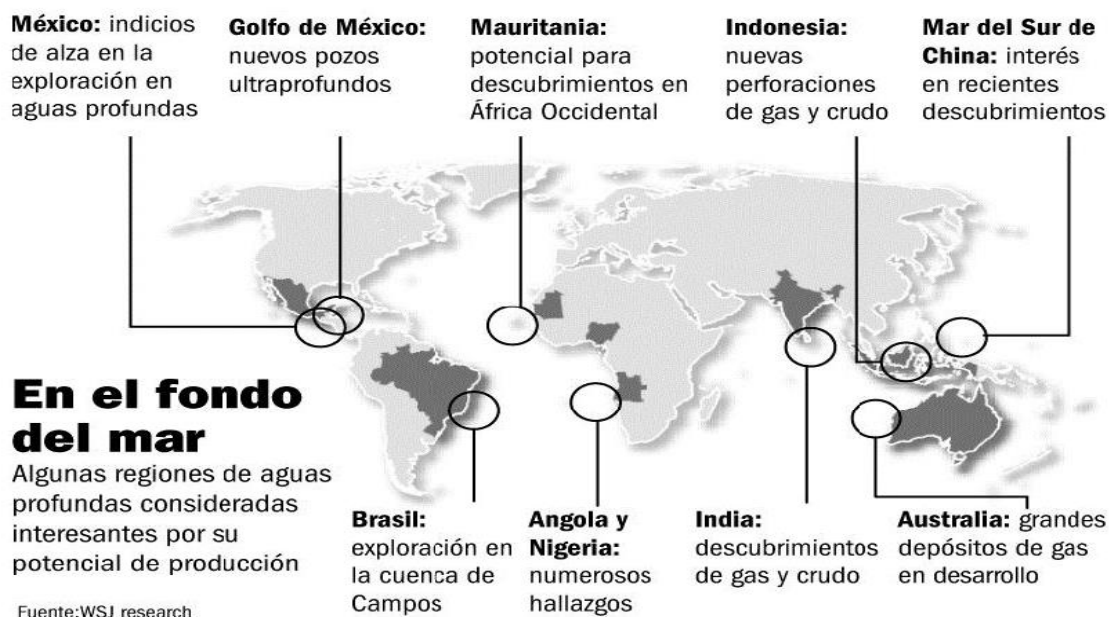 México: indicios
de alza en la
exploración en
aguas profundas
Golfo de México:
nuevos pozos
ultraprofundos
Mauritania:
potencial para
descubrimientos en
África Occidental
Indonesia:
nuevas
perforaciones
de gas y crudo
Mar del Sur de
China: interés
en recientes
descubrimientos
En el fondo
del mar
Algunas regiones de aguas
profundas consideradas
interesantes por su
potencial de producción
Brasil:
exploración en
la cuenca de
Campos
Angola y
Nigeria:
numerosos
hallazgos
India:
descubrimientos
de gas y crudo
Australia: grandes
depósitos de gas
en desarrollo
Fuente:WSJ research